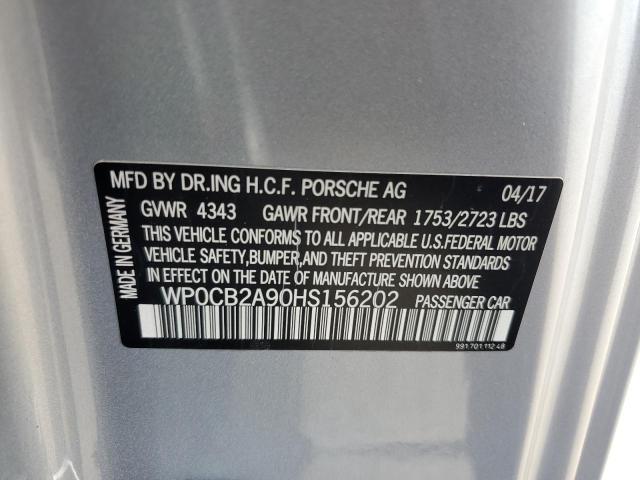 MFD BY DR.ING H.C.F. PORSCHE AG 04/17
GVWR 4343 GAWR FRONT/REAR 1753/2723 LBS
THIS VEHICLE CONFORMS TO ALL APPLICABLE U.S.FEDERAL MOTOR
VEHICLE SAFETY,BUMPER,AND THEFT PREVENTION STANDARDS
IN EFFECT ON THE DATE OF MANUFACTURE SHOWN ABOVE
WP0CB2A90HS156202 PASSENGER CAR
991.701.112.48
MADE IN GERMANY